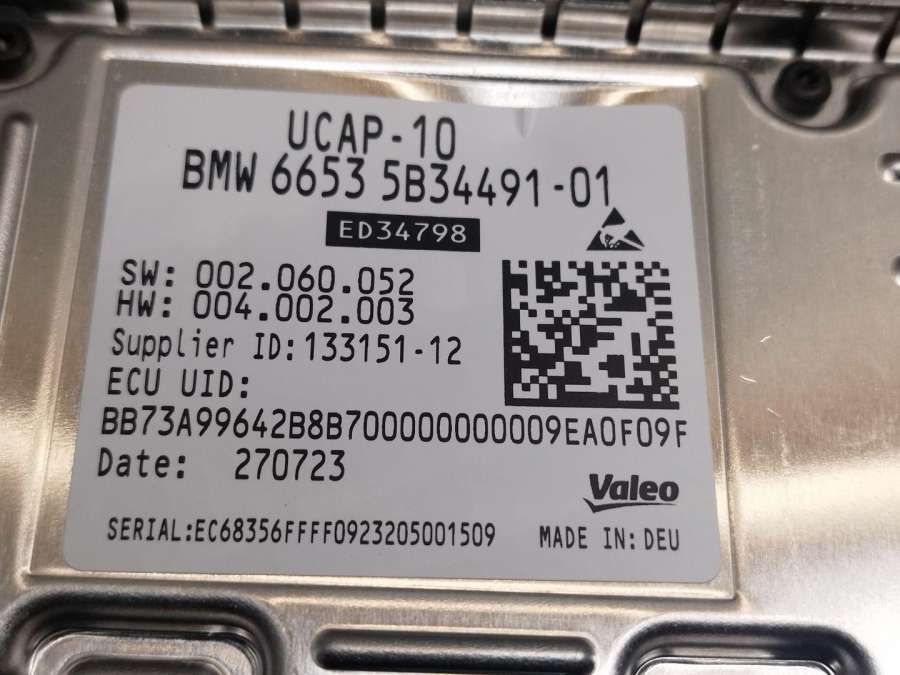 UCAP-10
BMW 6653 5B34491-01
ED34798
SW: 002.060.052
HW: 004.002.003
Supplier ID:133151-12
ECU UID:
BB73A99642B8B700000000009EA0F09F
Date: 270723
Valeo
SERIAL:EC68356FFFF0923205001509 MADE IN:DEU